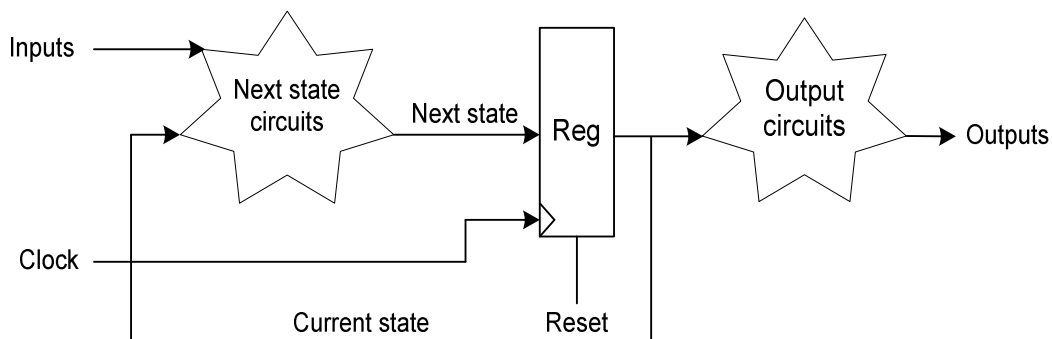 Inputs
Next state
circuits
Next state
Reg
Output
circuits
Outputs
Clock
Current state
Reset